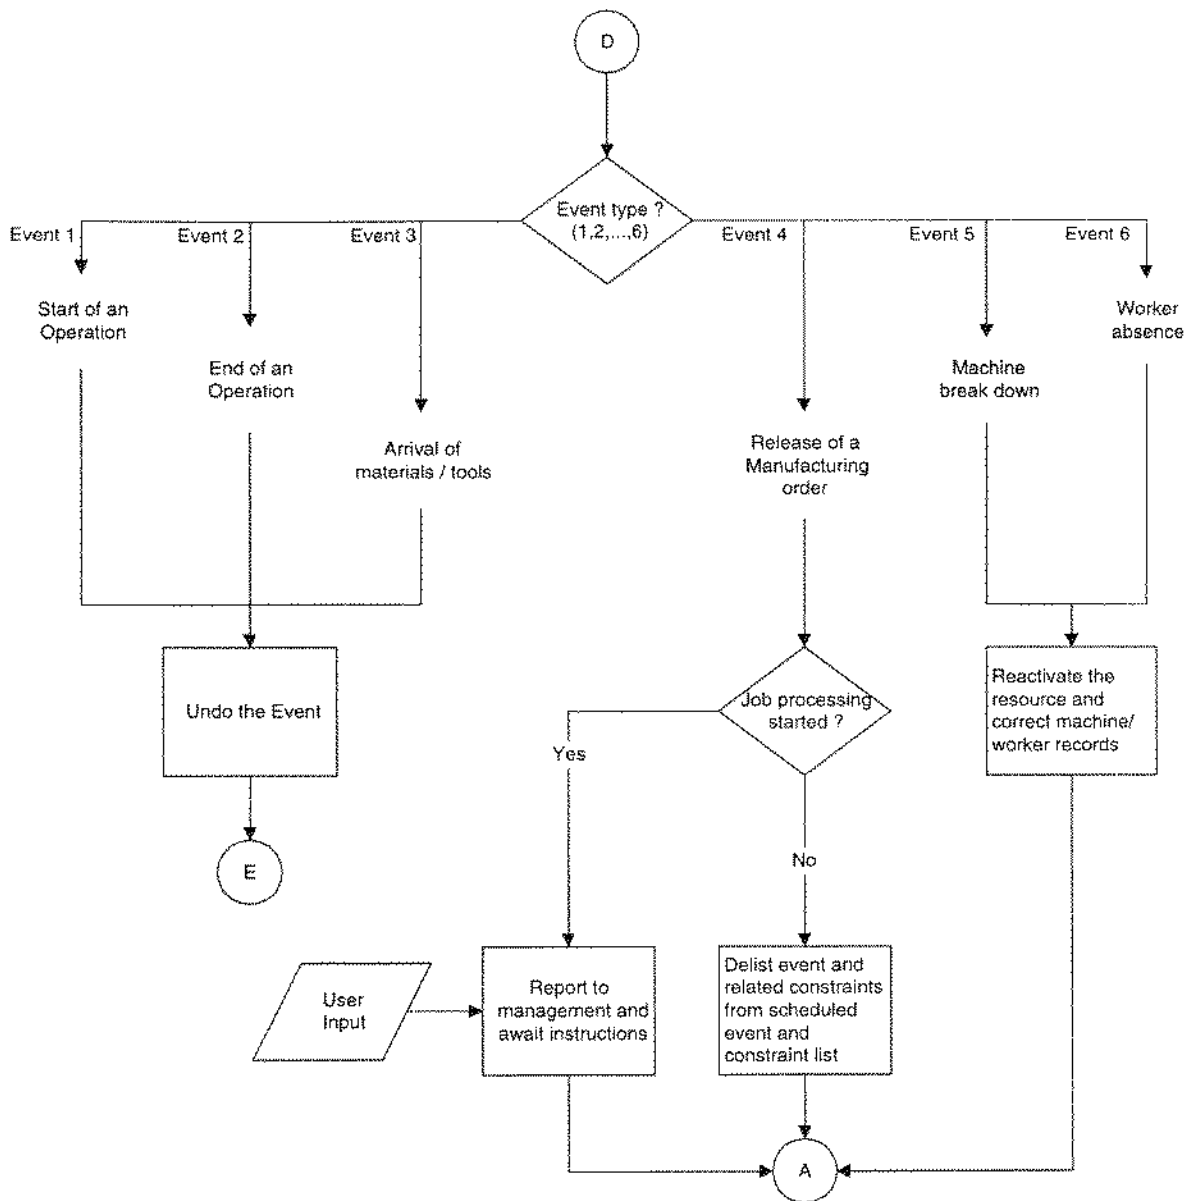 D
Event type ?
(1,2,...,6)
Event 1
Event 2
Event 3
Event 4
Event 5
Event 6
Start of an
Operation
End of an
Operation
Arrival of
materials / tools
Release of a
Manufacturing
order
Machine
break down
Worker
absence
Undo the Event
E
Job processing
started ?
Yes
No
Reactivate the
resource and
correct machine/
worker records
User
Input
Report to
management and
await instructions
Delist event and
related constraints
from scheduled
event and
constraint list
A